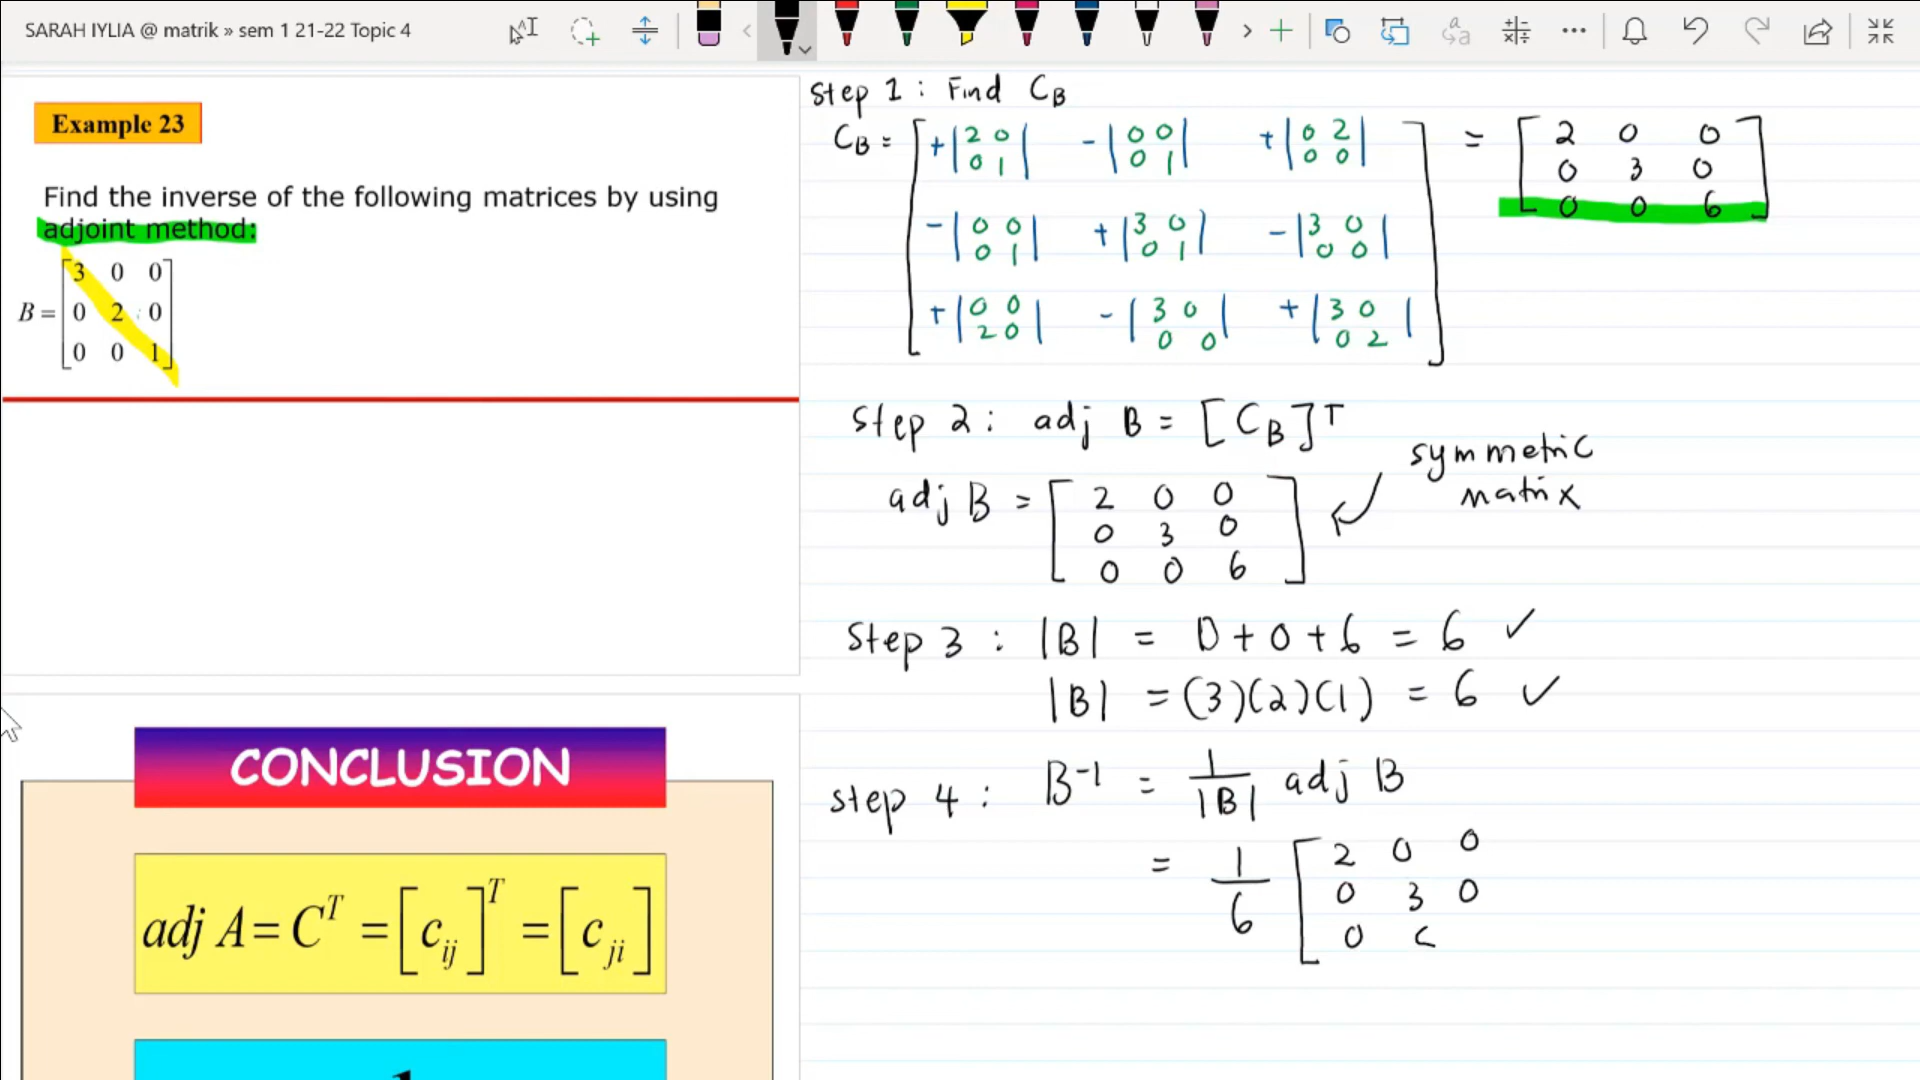 SARAH IYLIA @ matrik » sem 1 21-22 Topic 4
Example 23
Find the inverse of the following matrices by using
adjoint method:
B = [3 0 0
0 2 0
0 0 1]
CONCLUSION
adj A = C^T = [c_ij]^T = [c_ji]
1
Step 1 : Find C_B
C_B = [ +|2 0 -|0 0 +|0 2 = [2 0 0
0 1| 0 1| 0 0| 0 3 0
-|0 0 +|3 0 -|3 0 0 0 6]
0 1| 0 1| 0 0|
+|0 0 -|3 0 +|3 0
2 0| 0 0| 0 2| ]
Step 2 : adj B = [C_B]^T
symmetric
matrix
adj B = [2 0 0
0 3 0
0 0 6]
Step 3 : |B| = 0 + 0 + 6 = 6 ✓
|B| = (3)(2)(1) = 6 ✓
Step 4 : B^-1 = 1/|B| adj B
= 1/6 [2 0 0
0 3 0
0